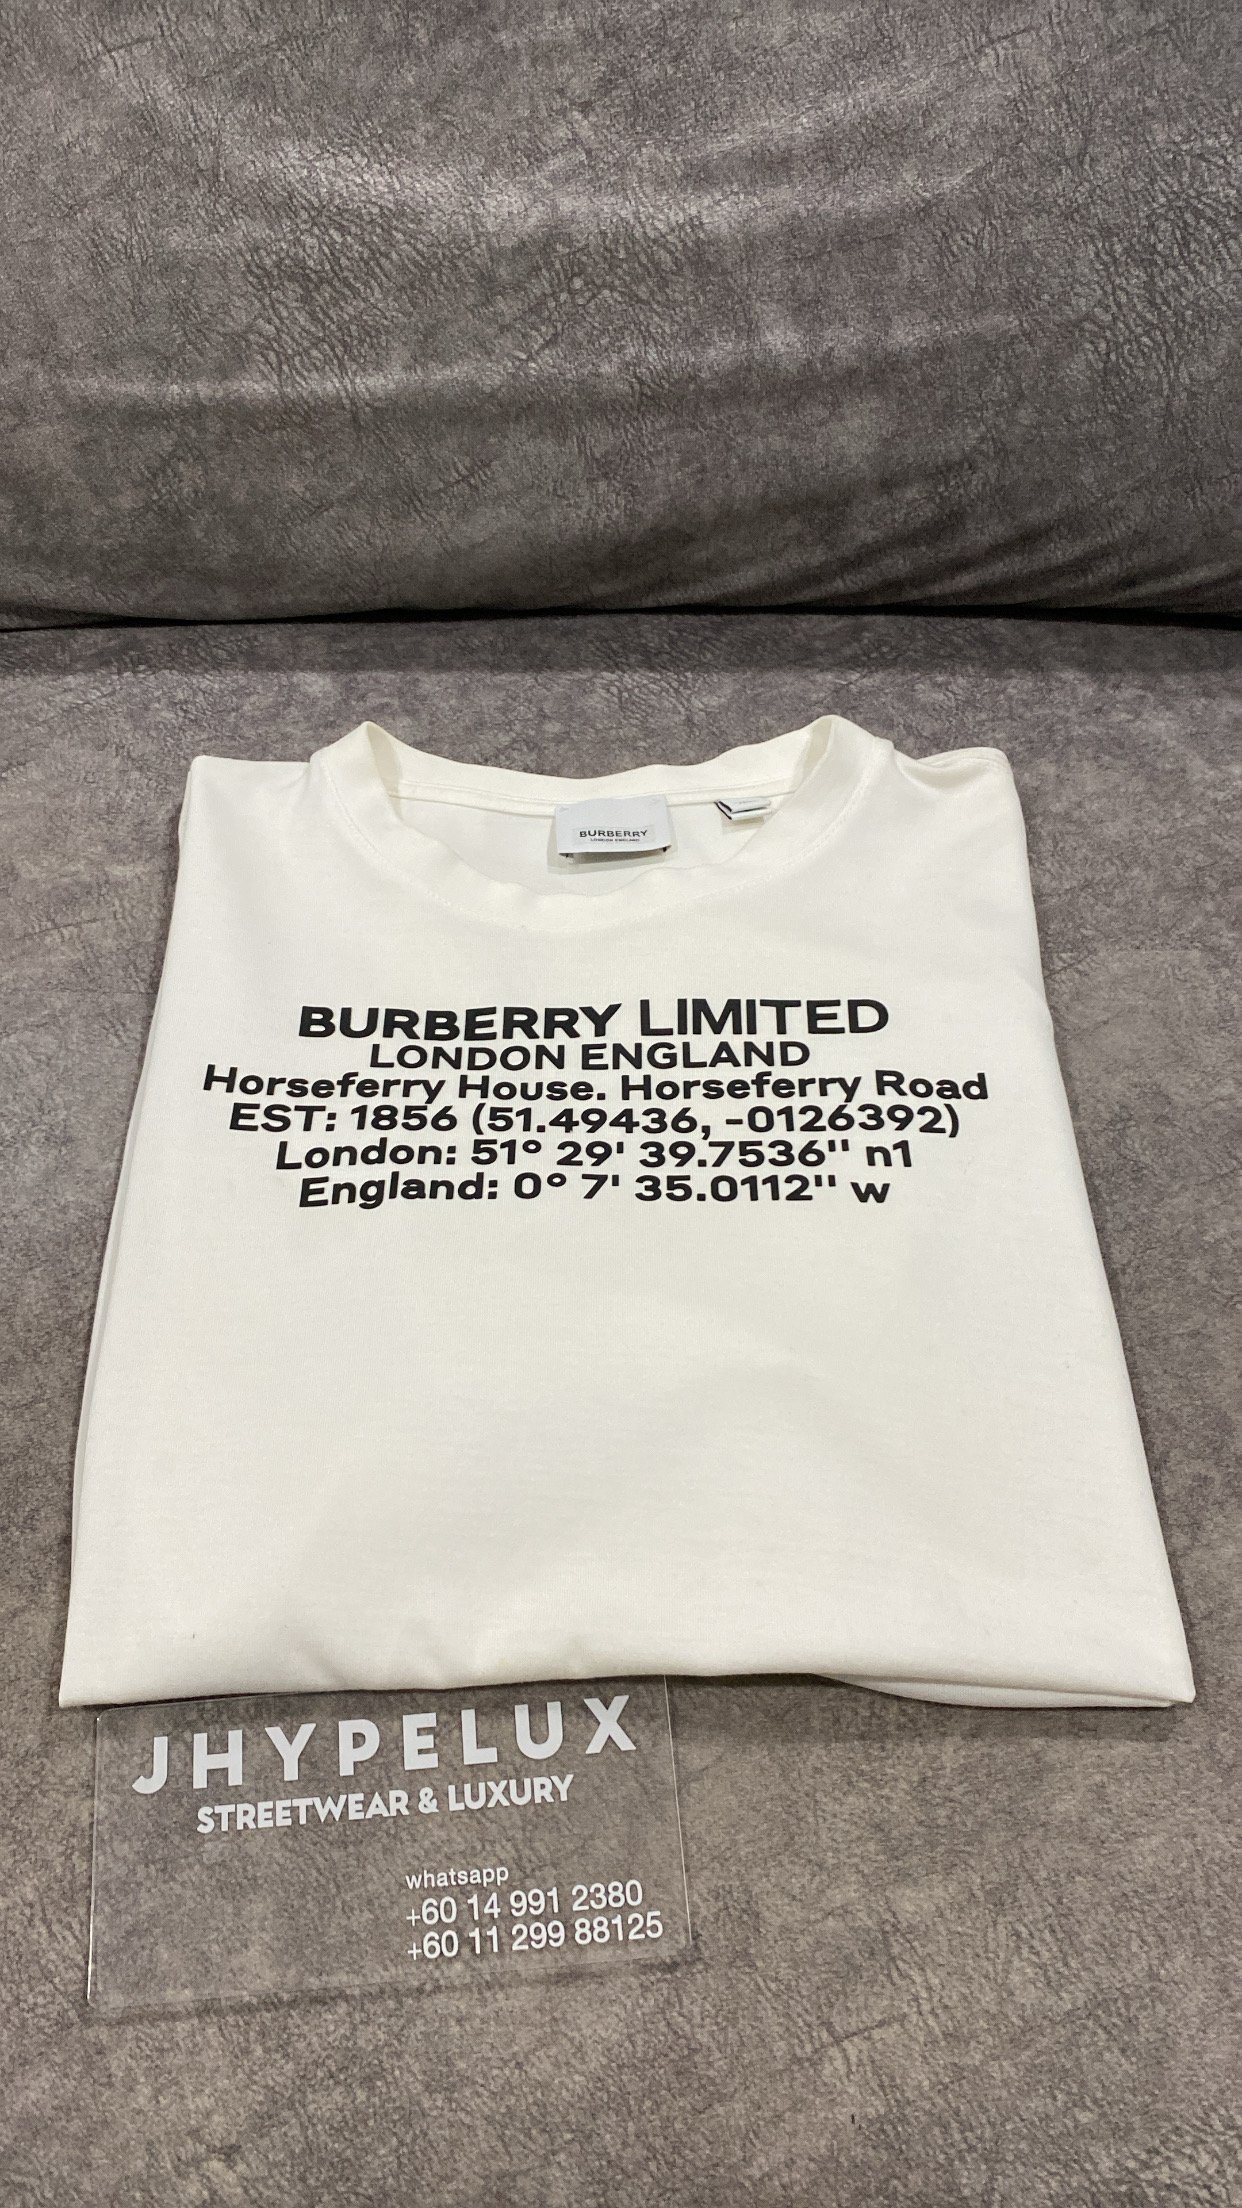 BURBERRY
LONDON ENGLAND
BURBERRY LIMITED
LONDON ENGLAND
Horseferry House. Horseferry Road
EST: 1856 (51.49436, -0126392)
London: 51° 29' 39.7536'' n1
England: 0° 7' 35.0112'' w
JHYPELUX
STREETWEAR & LUXURY
whatsapp
+60 14 991 2380
+60 11 299 88125